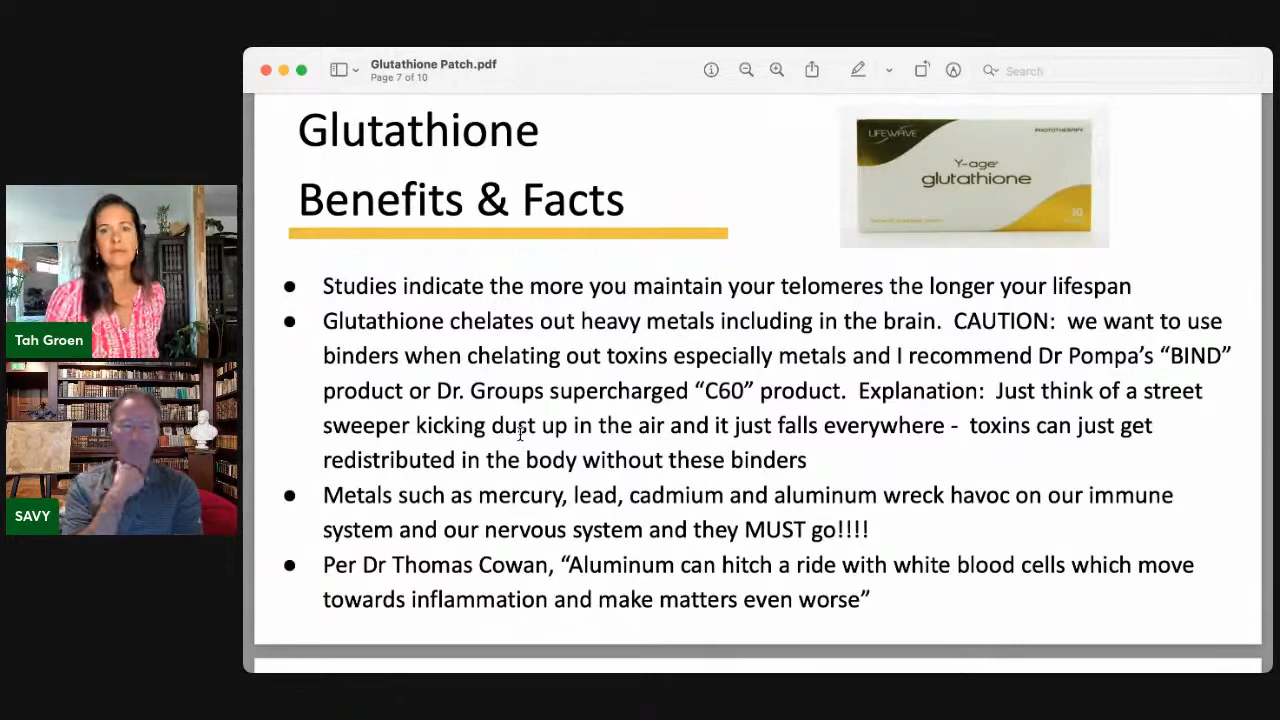 Glutathione Patch.pdf
Page 7 of 10
Search
Glutathione
Benefits & Facts
LIFEWAVE
PHOTOTHERAPY
Y-age
glutathione
30
• Studies indicate the more you maintain your telomeres the longer your lifespan
• Glutathione chelates out heavy metals including in the brain. CAUTION: we want to use
binders when chelating out toxins especially metals and I recommend Dr Pompa's “BIND”
product or Dr. Groups supercharged “C60” product. Explanation: Just think of a street
sweeper kicking dust up in the air and it just falls everywhere - toxins can just get
redistributed in the body without these binders
• Metals such as mercury, lead, cadmium and aluminum wreck havoc on our immune
system and our nervous system and they MUST go!!!!
• Per Dr Thomas Cowan, “Aluminum can hitch a ride with white blood cells which move
towards inflammation and make matters even worse”
Tah Groen
SAVY